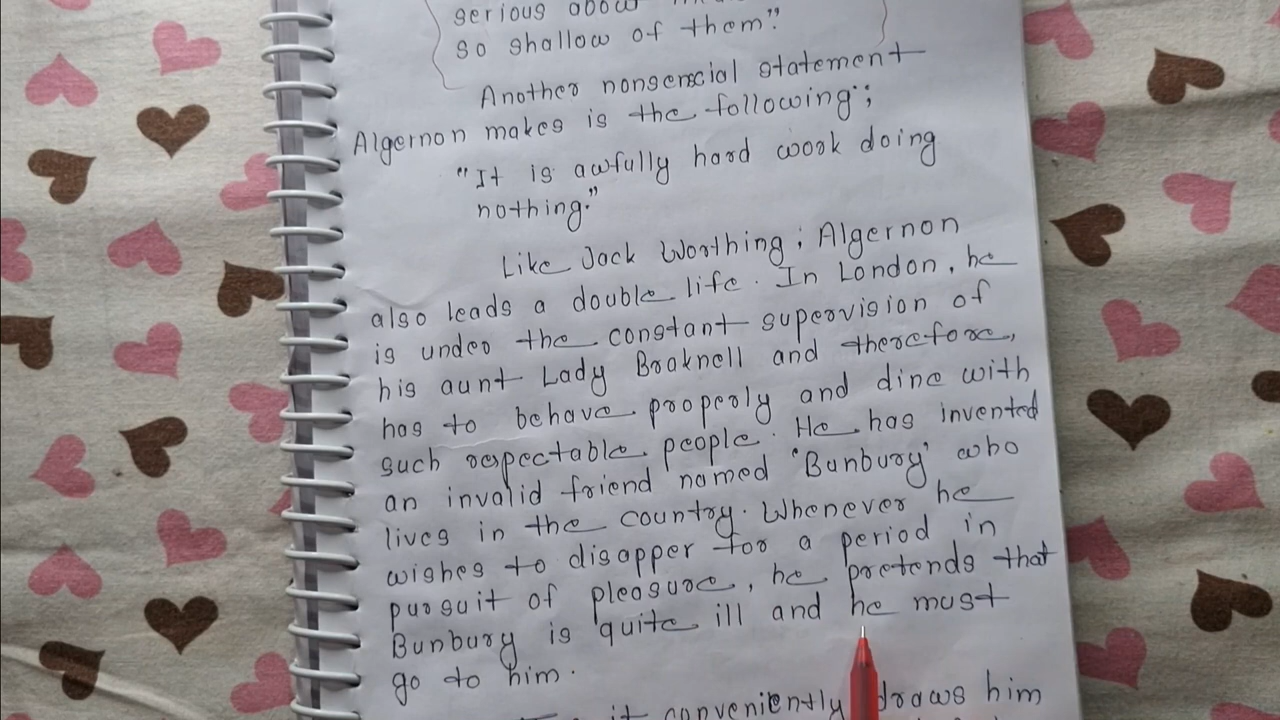 serious about
so shallow of them."
Another nonsenscial statement
Algernon makes is the following:;
"It is awfully hard work doing
nothing."
Like Jack Worthing, Algernon
also leads a double life. In London, he
is under the constant supervision of
his aunt Lady Braknell and therefore,
has to behave properly and dine with
such respectable people. He has invented
an invalid friend named 'Bunbury' who
lives in the country. Whenever he
wishes to disapper for a period in
pursuit of pleasure, he pretends that
Bunbury is quite ill and he must
go to him.
it conveniently draws him